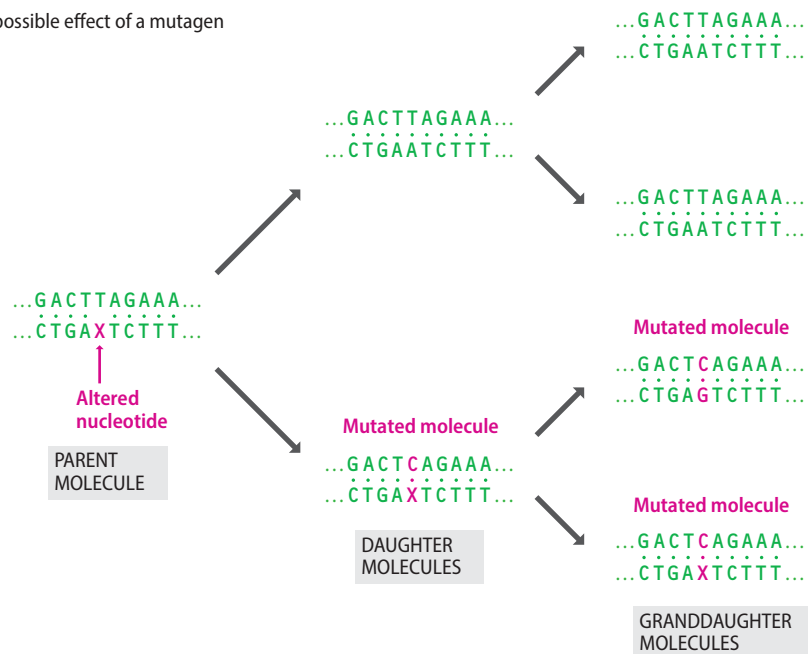 possible effect of a mutagen
...GACTTAGAAA...
...CTGAATCTTT...
...GACTTAGAAA...
...CTGAATCTTT...
...GACTTAGAAA...
...CTGAATCTTT...
...GACTTAGAAA...
...CTGAXTCTTT...
Altered
nucleotide
PARENT
MOLECULE
Mutated molecule
...GACTCAGAAA...
...CTGAXTCTTT...
DAUGHTER
MOLECULES
Mutated molecule
...GACTCAGAAA...
...CTGAGTCTTT...
Mutated molecule
...GACTCAGAAA...
...CTGAXTCTTT...
GRANDDAUGHTER
MOLECULES